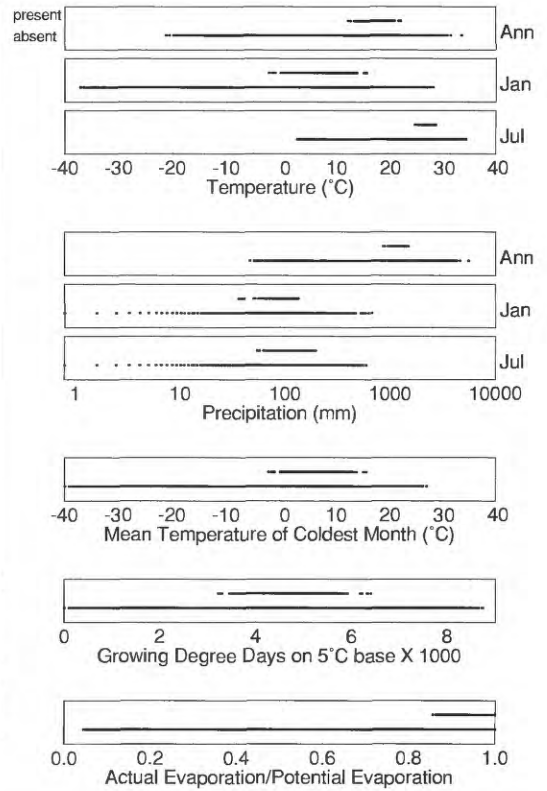 present
absent
Ann
Jan
Jul
-40 -30 -20 -10 0 10 20 30 40
Temperature (˚C)
Ann
Jan
Jul
1 10 100 1000 10000
Precipitation (mm)
-40 -30 -20 -10 0 10 20 30 40
Mean Temperature of Coldest Month (˚C)
0 2 4 6 8
Growing Degree Days on 5˚C base X 1000
0.0 0.2 0.4 0.6 0.8 1.0
Actual Evaporation/Potential Evaporation